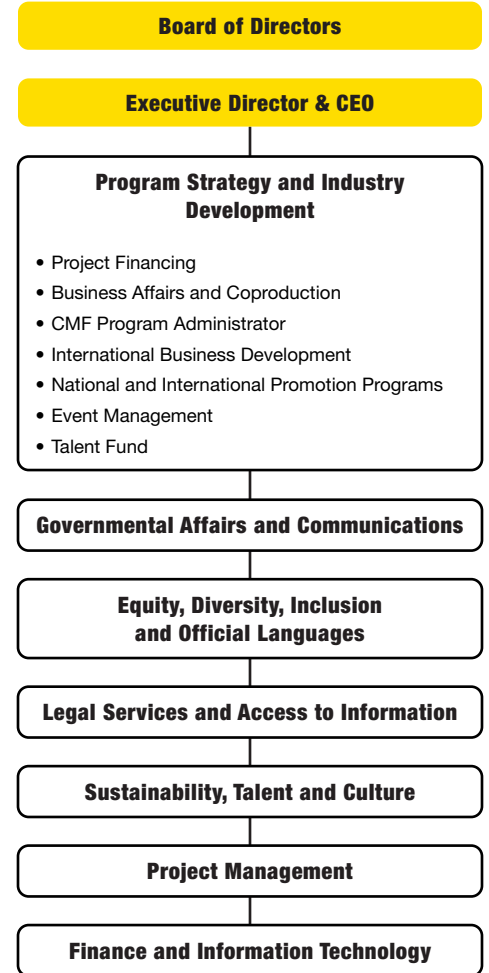 Board of Directors
Executive Director & CEO
Program Strategy and Industry
Development
• Project Financing
• Business Affairs and Coproduction
• CMF Program Administrator
• International Business Development
• National and International Promotion Programs
• Event Management
• Talent Fund
Governmental Affairs and Communications
Equity, Diversity, Inclusion
and Official Languages
Legal Services and Access to Information
Sustainability, Talent and Culture
Project Management
Finance and Information Technology